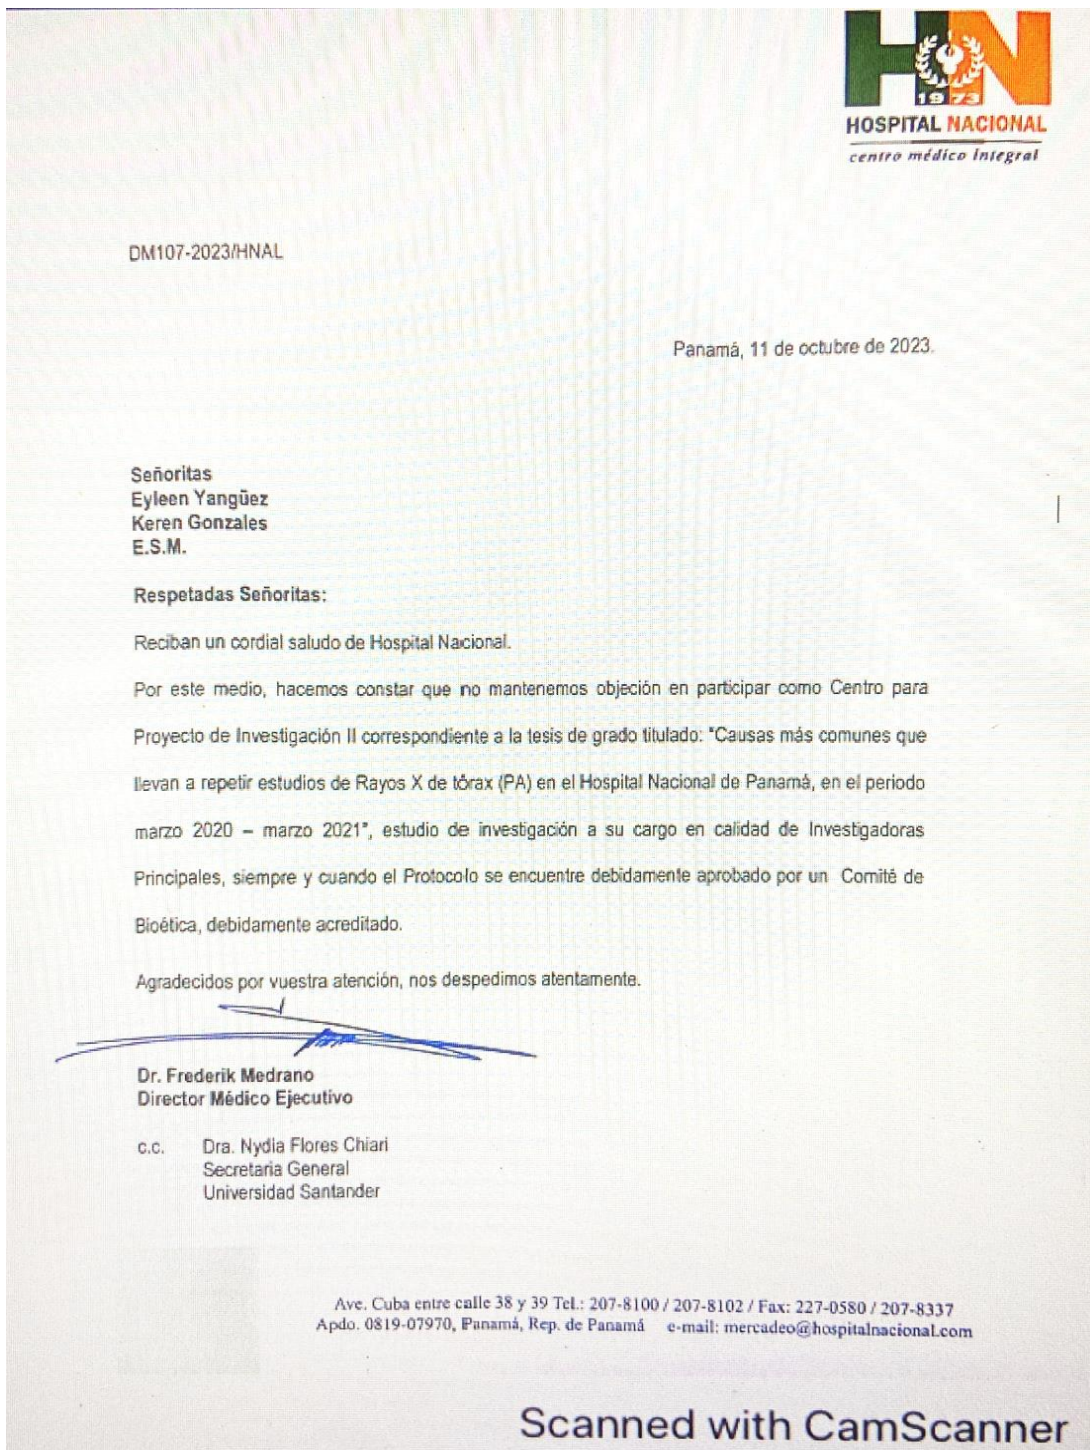 HN
1973
HOSPITAL NACIONAL
centro médico integral
DM107-2023/HNAL
Panamá, 11 de octubre de 2023.
Señoritas
Eyleen Yangüez
Keren Gonzales
E.S.M.
Respetadas Señoritas:
Reciban un cordial saludo de Hospital Nacional.
Por este medio, hacemos constar que no mantenemos objeción en participar como Centro para
Proyecto de Investigación II correspondiente a la tesis de grado titulado: "Causas más comunes que
llevan a repetir estudios de Rayos X de tórax (PA) en el Hospital Nacional de Panamá, en el periodo
marzo 2020 – marzo 2021", estudio de investigación a su cargo en calidad de Investigadoras
Principales, siempre y cuando el Protocolo se encuentre debidamente aprobado por un Comité de
Bioética, debidamente acreditado.
Agradecidos por vuestra atención, nos despedimos atentamente.
Dr. Frederik Medrano
Director Médico Ejecutivo
c.c. Dra. Nydia Flores Chiari
Secretaria General
Universidad Santander
Ave. Cuba entre calle 38 y 39 Tel.: 207-8100 / 207-8102 / Fax: 227-0580 / 207-8337
Apdo. 0819-07970, Panamá, Rep. de Panamá e-mail: mercadeo@hospitalnacional.com
Scanned with CamScanner